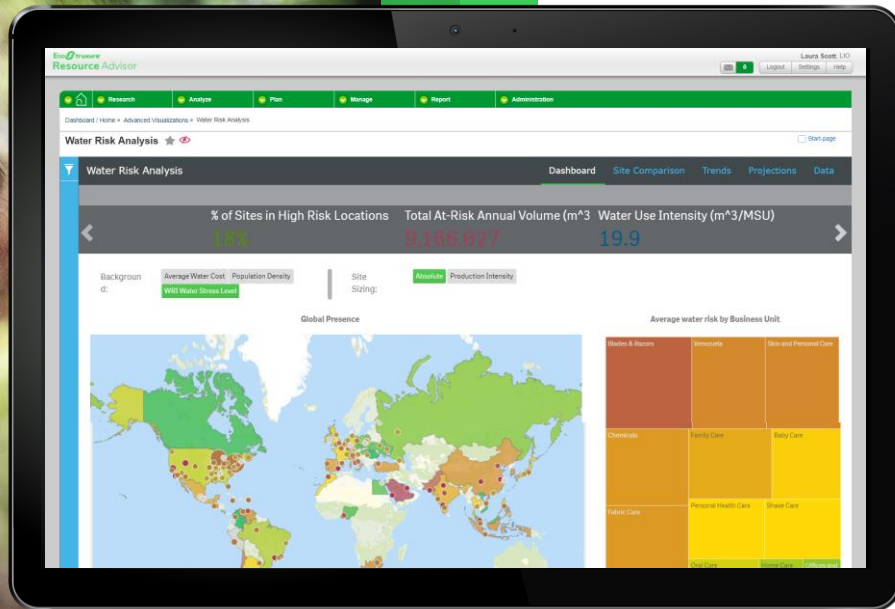 EcoStruxure
Resource Advisor
Laura Scott, LIO
0 Logout Settings Help
Research Analyze Plan Manage Report Administration
Dashboard / Home » Advanced Visualizations » Water Risk Analysis
Water Risk Analysis
Start-page
Water Risk Analysis Dashboard Site Comparison Trends Projections Data
% of Sites in High Risk Locations Total At-Risk Annual Volume (m^3 Water Use Intensity (m^3/MSU)
18% 9,156,027 19.9
Backgroun
d:
Average Water Cost Population Density
WRI Water Stress Level
Site
Sizing:
Absolute Production Intensity
Global Presence
Average water risk by Business Unit
Blades & Razors Venezuela Skin and Personal Care
Chemicals Family Care Baby Care
Fabric Care Personal Health Care Shave Care
Oral Care Home Care Offices and